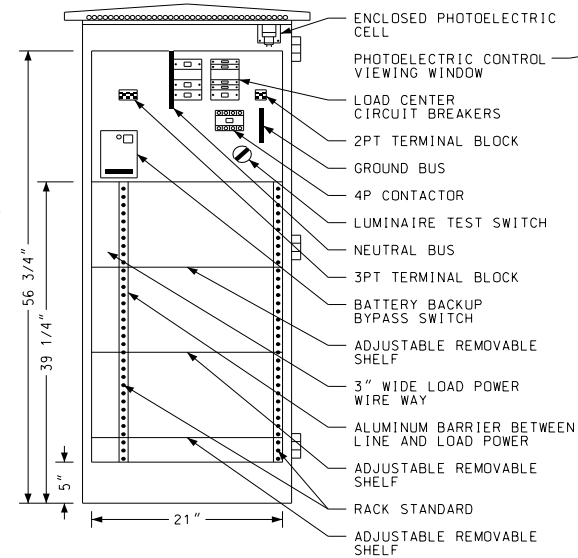 ENCLOSED PHOTOELECTRIC
CELL
PHOTOELECTRIC CONTROL
VIEWING WINDOW
LOAD CENTER
CIRCUIT BREAKERS
2PT TERMINAL BLOCK
GROUND BUS
4P CONTACTOR
LUMINAIRE TEST SWITCH
NEUTRAL BUS
3PT TERMINAL BLOCK
BATTERY BACKUP
BYPASS SWITCH
ADJUSTABLE REMOVABLE
SHELF
3" WIDE LOAD POWER
WIRE WAY
ALUMINUM BARRIER BETWEEN
LINE AND LOAD POWER
ADJUSTABLE REMOVABLE
SHELF
RACK STANDARD
ADJUSTABLE REMOVABLE
SHELF
56 3/4"
39 1/4"
5"
21"